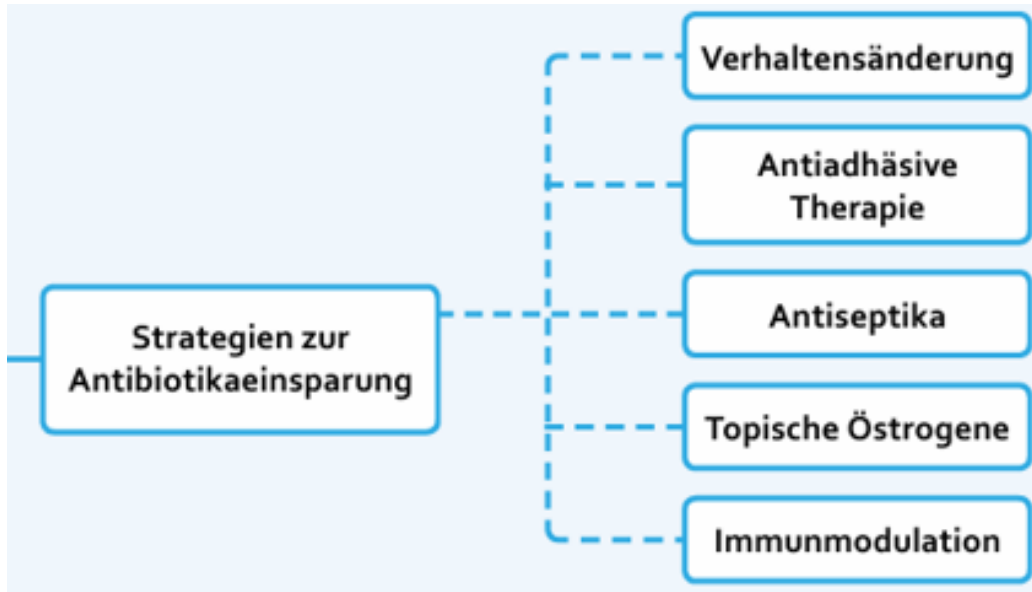 Verhaltensänderung
Antiadhäsive
Therapie
Strategien zur
Antibiotikaeinsparung
Antiseptika
Topische Östrogene
Immunmodulation